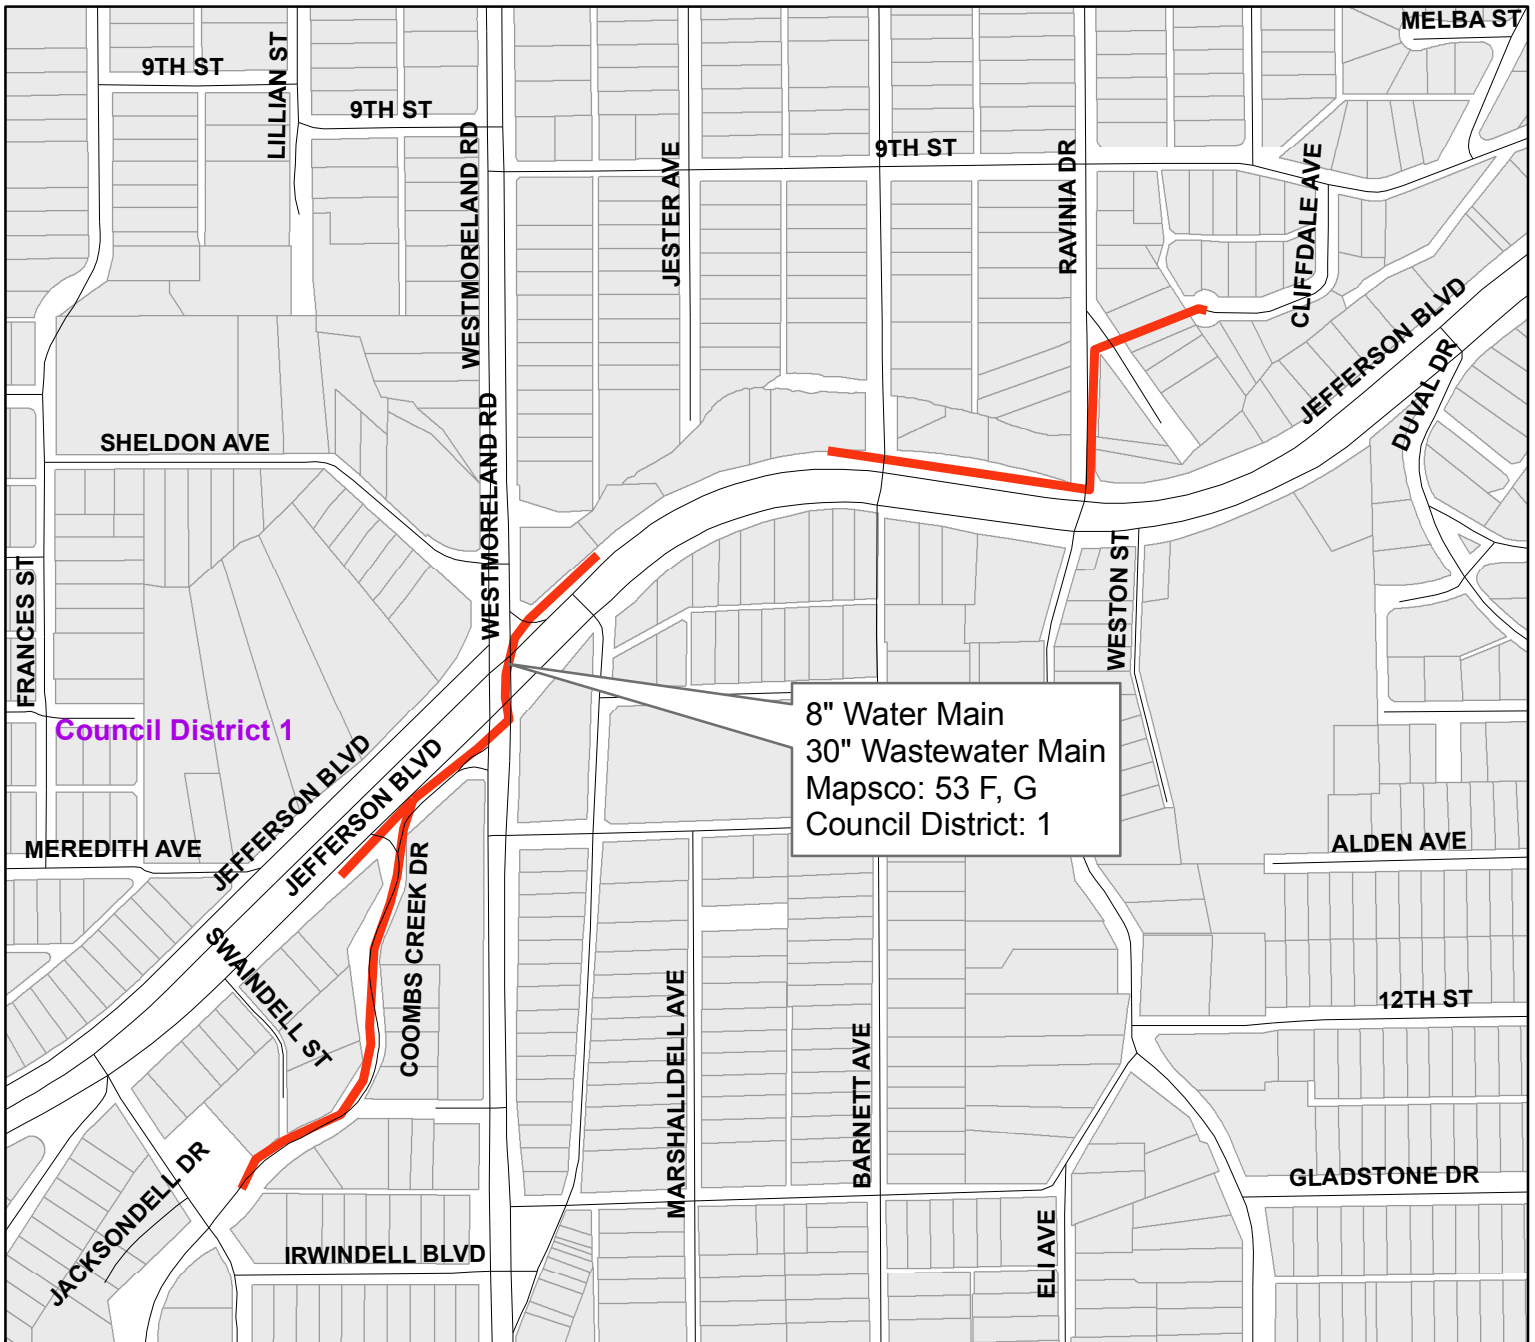 MELBA ST
9TH ST
LILLIAN ST
9TH ST
WESTMORELAND RD
9TH ST
JESTER AVE
RAVINIA DR
CLIFFDALE AVE
JEFFERSON BLVD
DUVAL DR
SHELDON AVE
WESTMORELAND RD
FRANCES ST
WESTON ST
Council District 1
8" Water Main
30" Wastewater Main
Mapsco: 53 F, G
Council District: 1
JEFFERSON BLVD
JEFFERSON BLVD
MEREDITH AVE
ALDEN AVE
COOMBS CREEK DR
SWAINDELL ST
12TH ST
MARSHALLDELL AVE
BARNETT AVE
GLADSTONE DR
JACKSONDELL DR
IRWINDELL BLVD
ELI AVE